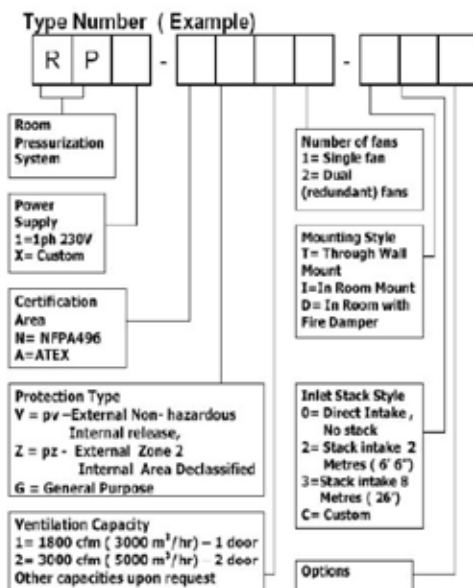 Type Number ( Example)
R P - -
Room
Pressurization
System
Power
Supply
1=1ph 230V
X= Custom
Certification
Area
N= NFPA496
A=ATEX
Protection Type
V = pv -External Non- hazardous
Internal release,
Z = pz - External Zone 2
Internal Area Declassified
G = General Purpose
Ventilation Capacity
1= 1800 cfm ( 3000 m³/hr) - 1 door
2= 3000 cfm ( 5000 m³/hr) - 2 door
Other capacities upon request
Number of fans
1= Single fan
2= Dual
(redundant) fans
Mounting Style
T= Through Wall
Mount
I=In Room Mount
D= In Room with
Fire Damper
Inlet Stack Style
0= Direct Intake ,
No stack
2= Stack intake 2
Metres ( 6' 6")
3=Stack intake 8
Metres ( 26')
C= Custom
Options